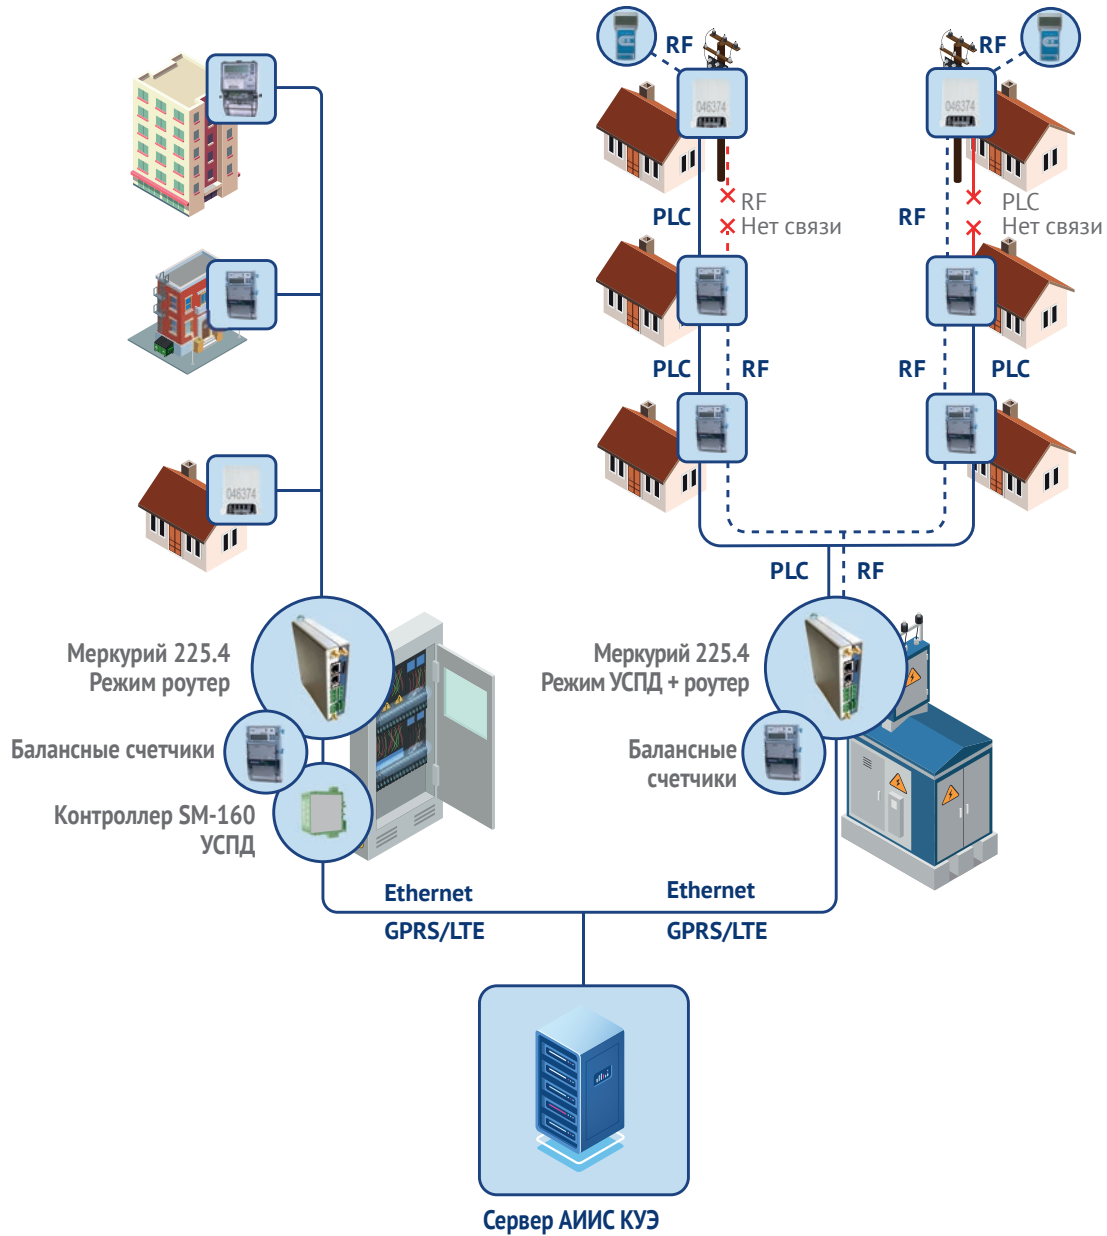 RF
RF
046374
046374
RF
Нет связи
PLC
PLC
Нет связи
RF
PLC
RF
RF
PLC
046374
PLC
RF
Меркурий 225.4
Режим роутер
Меркурий 225.4
Режим УСПД + роутер
Балансные счетчики
Балансные
счетчики
Контроллер SM-160
УСПД
Ethernet
GPRS/LTE
Ethernet
GPRS/LTE
Сервер АИИС КУЭ